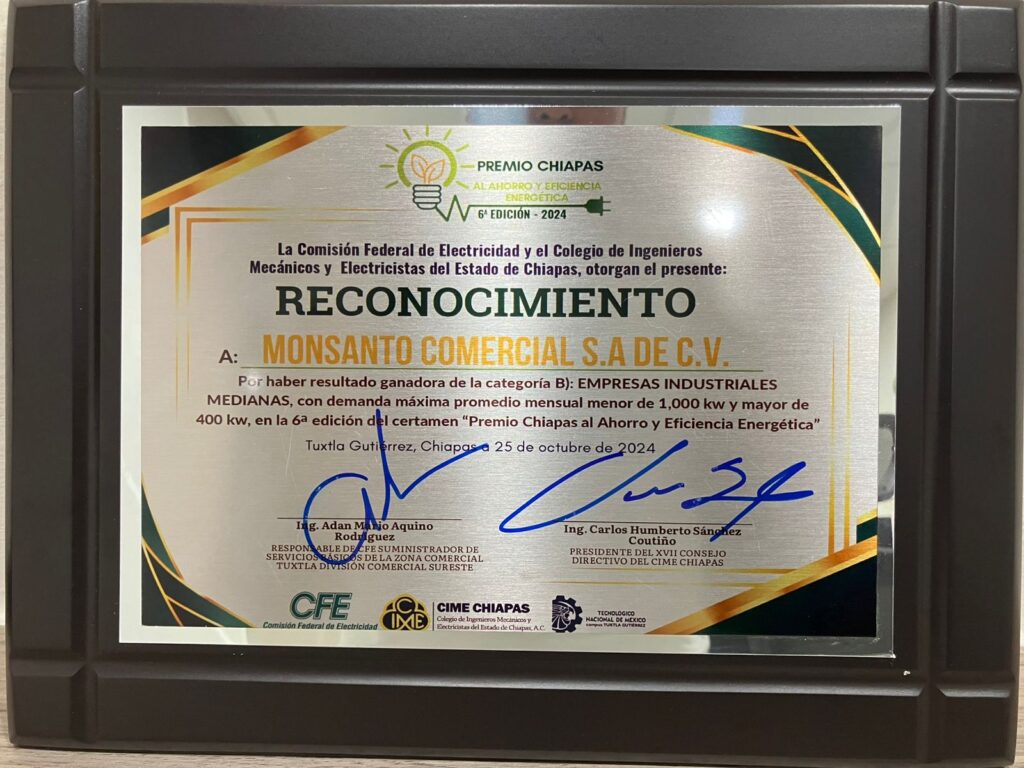 PREMIO CHIAPAS
AL AHORRO Y EFICIENCIA
ENERGÉTICA
6ª EDICIÓN - 2024
La Comisión Federal de Electricidad y el Colegio de Ingenieros
Mecánicos y Electricistas del Estado de Chiapas, otorgan el presente:
RECONOCIMIENTO
A: MONSANTO COMERCIAL S.A DE C.V.
Por haber resultado ganadora de la categoría B): EMPRESAS INDUSTRIALES
MEDIANAS, con demanda máxima promedio mensual menor de 1,000 kw y mayor de
400 kw, en la 6ª edición del certamen “Premio Chiapas al Ahorro y Eficiencia Energética”
Tuxtla Gutiérrez, Chiapas a 25 de octubre de 2024
Ing. Adan Mario Aquino
Rodríguez
RESPONSABLE DE CFE SUMINISTRADOR DE
SERVICIOS BÁSICOS DE LA ZONA COMERCIAL
TUXTLA DIVISIÓN COMERCIAL SURESTE
Ing. Carlos Humberto Sánchez
Coutiño
PRESIDENTE DEL XVII CONSEJO
DIRECTIVO DEL CIME CHIAPAS
CFE
Comisión Federal de Electricidad
CIME
CIME CHIAPAS
Colegio de Ingenieros Mecánicos y
Electricistas del Estado de Chiapas, A.C.
TECNOLÓGICO
NACIONAL DE MÉXICO
campus TUXTLA GUTIÉRREZ